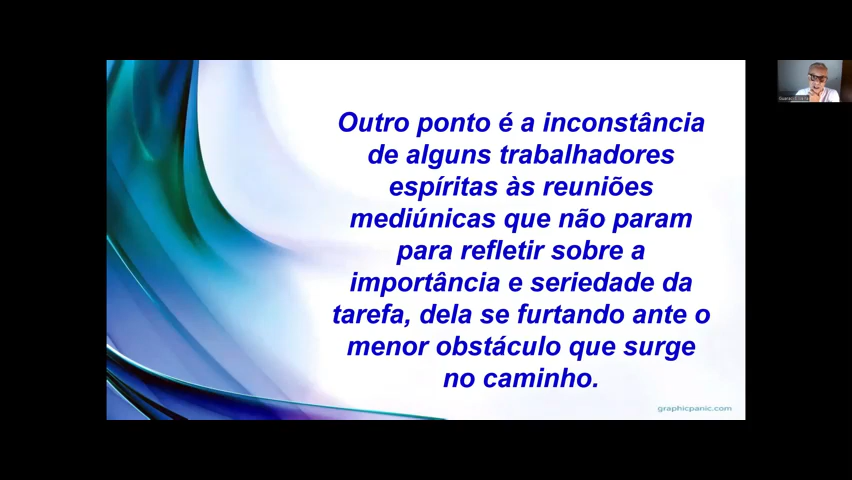 Outro ponto é a inconstância
de alguns trabalhadores
espíritas às reuniões
mediúnicas que não param
para refletir sobre a
importância e seriedade da
tarefa, dela se furtando ante o
menor obstáculo que surge
no caminho.
graphicpanic.com